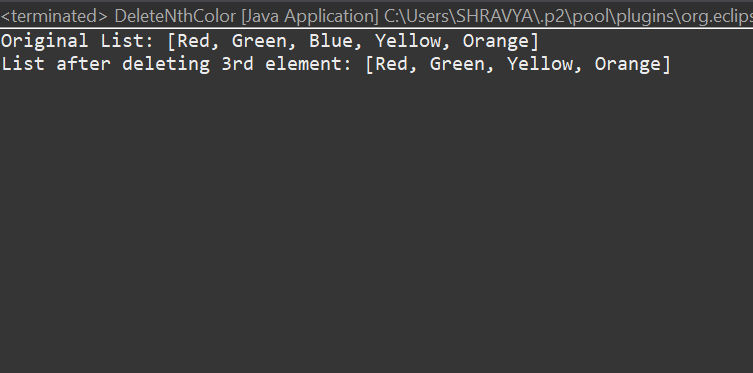 <terminated> DeleteNthColor [Java Application] C:\Users\SHRAVYA\.p2\pool\plugins\org.eclips
Original List: [Red, Green, Blue, Yellow, Orange]
List after deleting 3rd element: [Red, Green, Yellow, Orange]